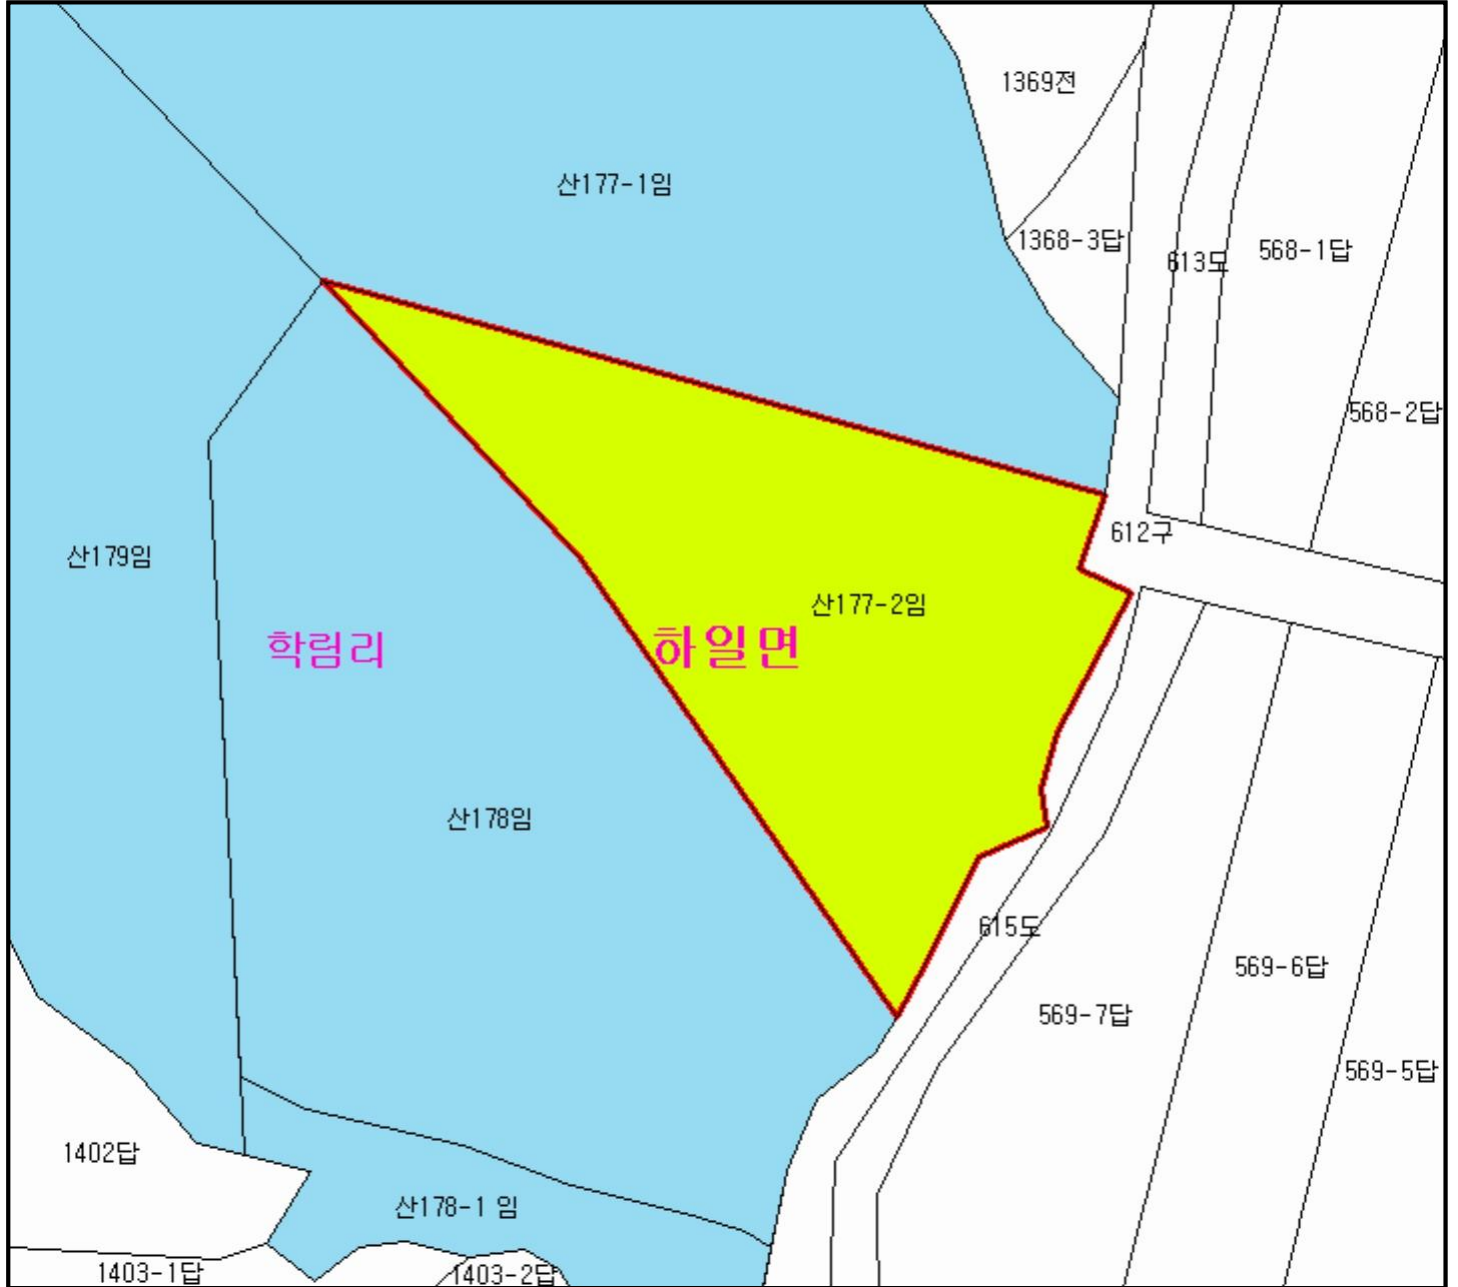 1369전
산177-1임
1368-3답
568-1답
613도
568-2답
612구
산179임
산177-2임
학림리
하일면
산178임
615도
569-6답
569-7답
569-5답
1402답
산178-1 임
1403-1답
1403-2답